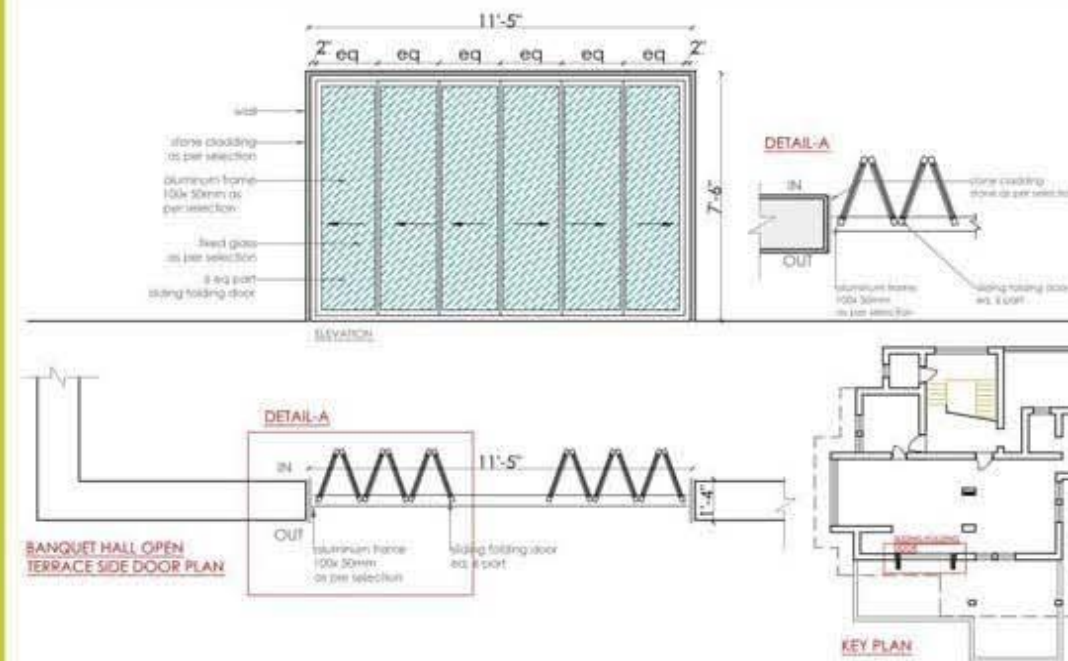 11'-5"
2" eq eq eq eq eq eq 2"
wall
stone cladding
as per selection
aluminum frame
100x 50mm as
per selection
fixed glass
as per selection
6 eq part
sliding folding door
7'-6"
ELEVATION
DETAIL-A
IN
OUT
stone cladding
stone as per selection
aluminum frame
100x 50mm
as per selection
sliding folding door
eq. 6 part
DETAIL-A
IN
11'-5"
1'-4"
OUT
aluminum frame
100x 50mm
as per selection
sliding folding door
eq. 6 part
BANQUET HALL OPEN
TERRACE SIDE DOOR PLAN
SLIDING FOLDING
DOOR
KEY PLAN